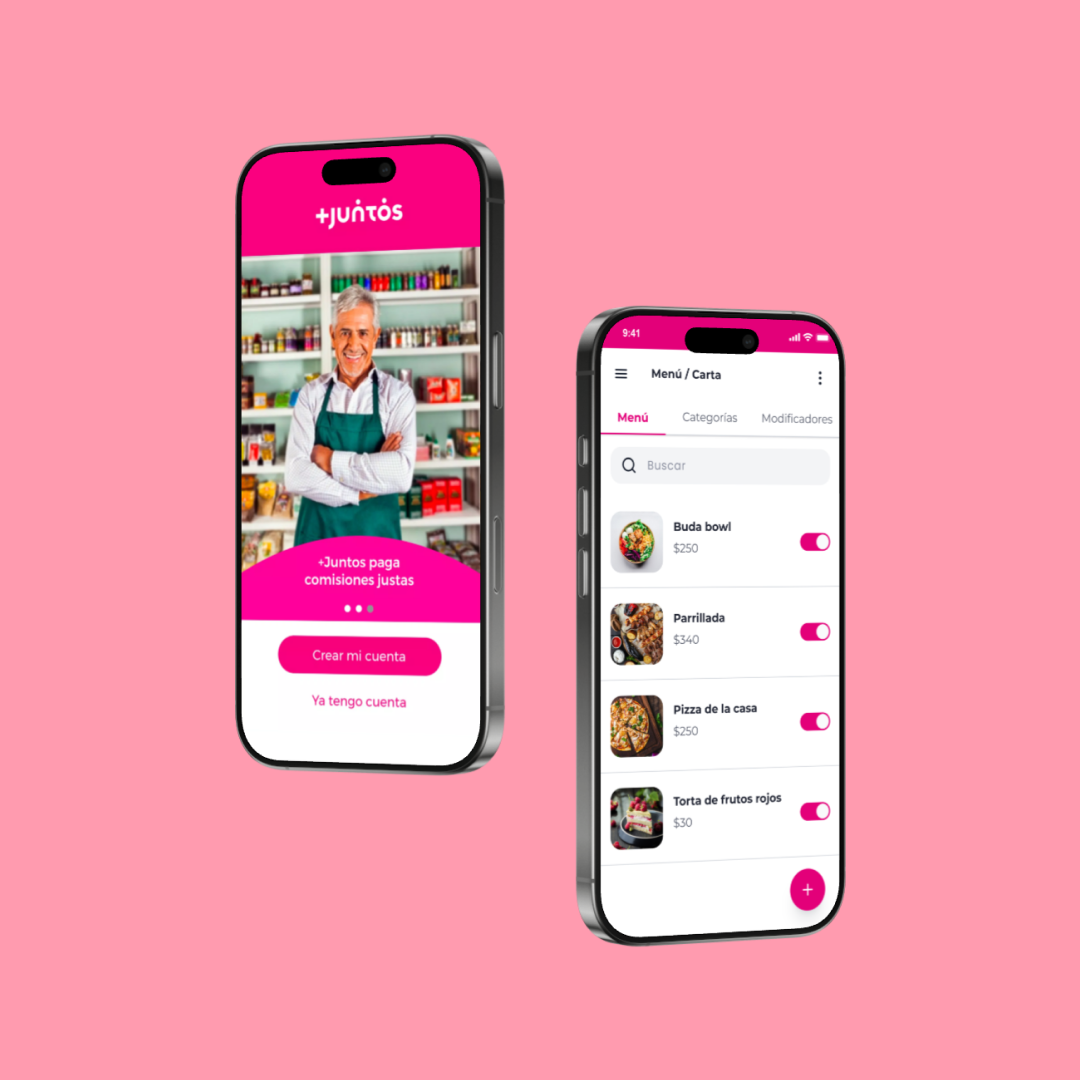 +JUNTOS
+Juntos paga
comisiones justas
Crear mi cuenta
Ya tengo cuenta
9:41
Menú / Carta
Menú Categorías Modificadores
Buscar
Buda bowl
$250
Parrillada
$340
Pizza de la casa
$250
Torta de frutos rojos
$30
+